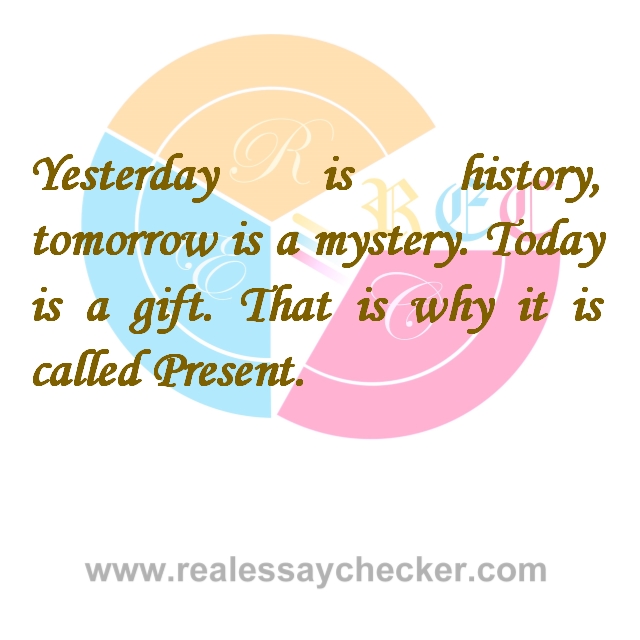 Yesterday is history,
tomorrow is a mystery. Today
is a gift. That is why it is
called Present.
R
REC
E
C
www.realessaychecker.com